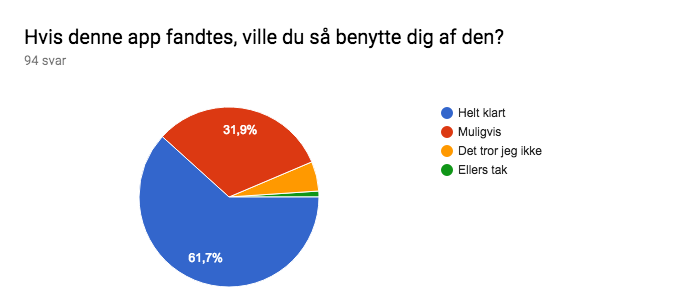 Hvis denne app fandtes, ville du så benytte dig af den?
94 svar
31,9%
61,7%
Helt klart
Muligvis
Det tror jeg ikke
Ellers tak